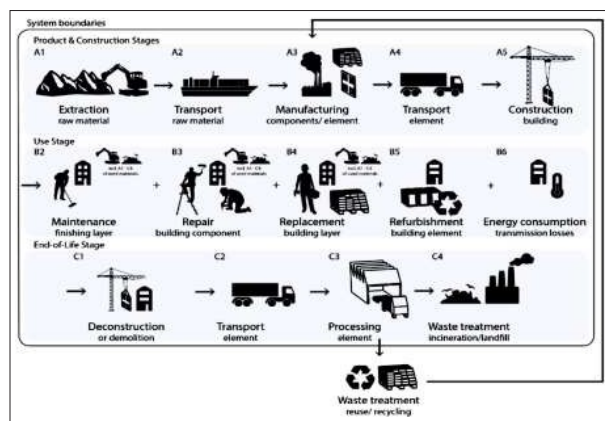 System boundaries
Product & Construction Stages
A1 A2 A3 A4 A5
Extraction Transport Manufacturing Transport Construction
raw material raw material components/ element element building
Use Stage
B2 B3 B4 B5 B6
+ + + +
Maintenance Repair Replacement Refurbishment Energy consumption
finishing layer building component building layer building element transmission losses
End-of-Life Stage
C1 C2 C3 C4
Deconstruction Transport Processing Waste treatment
or demolition element element incineration/landfill
Waste treatment
reuse/ recycling